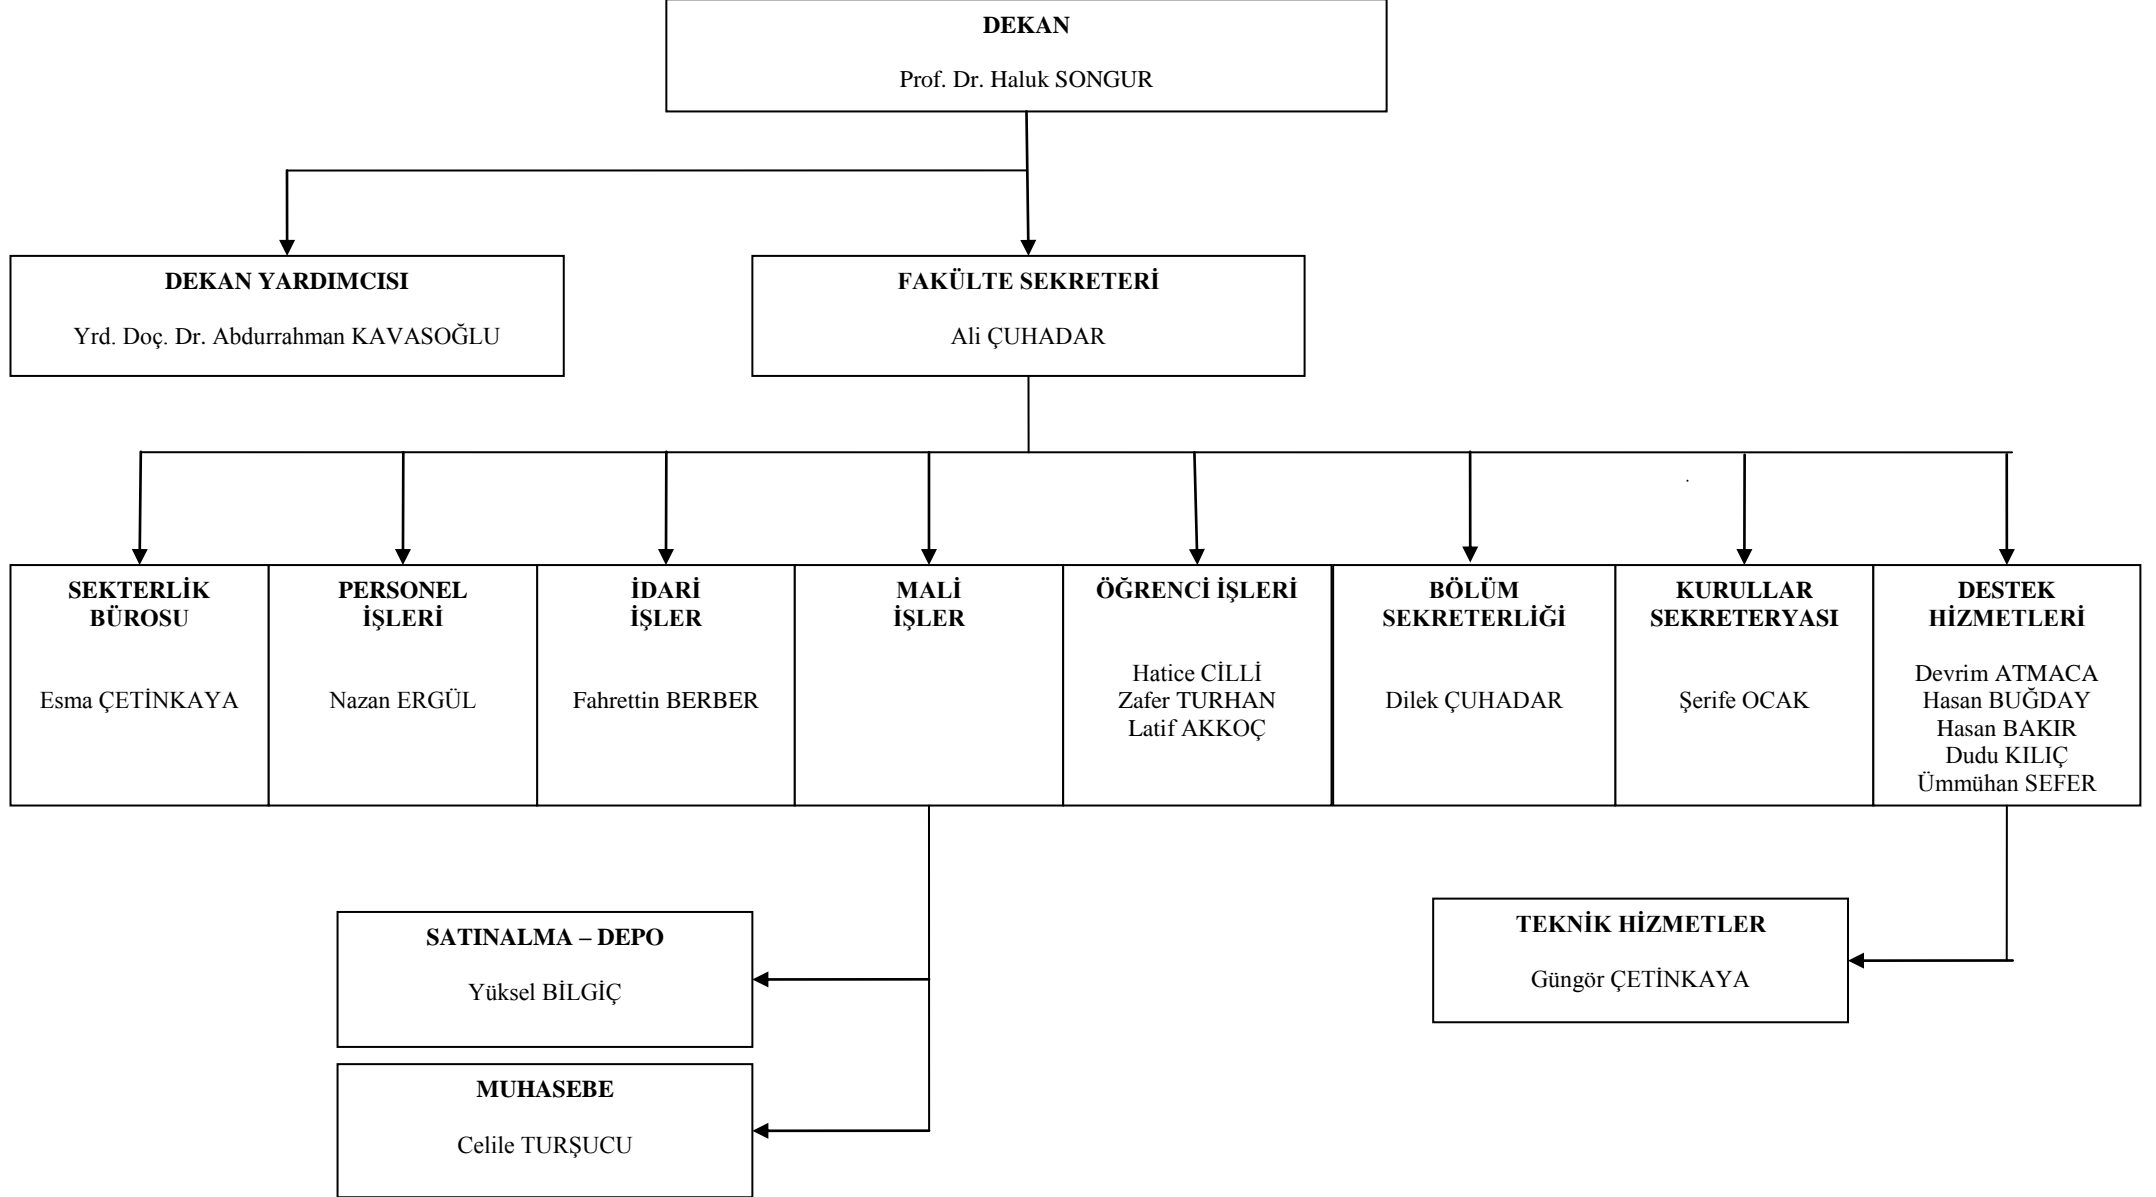 DEKAN
Prof. Dr. Haluk SONGUR
DEKAN YARDIMCISI
Yrd. Doç. Dr. Abdurrahman KAVASOĞLU
FAKÜLTE SEKRETERİ
Ali ÇUHADAR
SEKTERLİK
BÜROSU
Esma ÇETİNKAYA
PERSONEL
İŞLERİ
Nazan ERGÜL
İDARİ
İŞLER
Fahrettin BERBER
MALİ
İŞLER
ÖĞRENCİ İŞLERİ
Hatice CİLLİ
Zafer TURHAN
Latif AKKOÇ
BÖLÜM
SEKRETERLİĞİ
Dilek ÇUHADAR
KURULLAR
SEKRETERYASI
Şerife OCAK
DESTEK
HİZMETLERİ
Devrim ATMACA
Hasan BUĞDAY
Hasan BAKIR
Dudu KILIÇ
Ümmühan SEFER
SATINALMA – DEPO
Yüksel BİLGİÇ
MUHASEBE
Celile TURŞUCU
TEKNİK HİZMETLER
Güngör ÇETİNKAYA